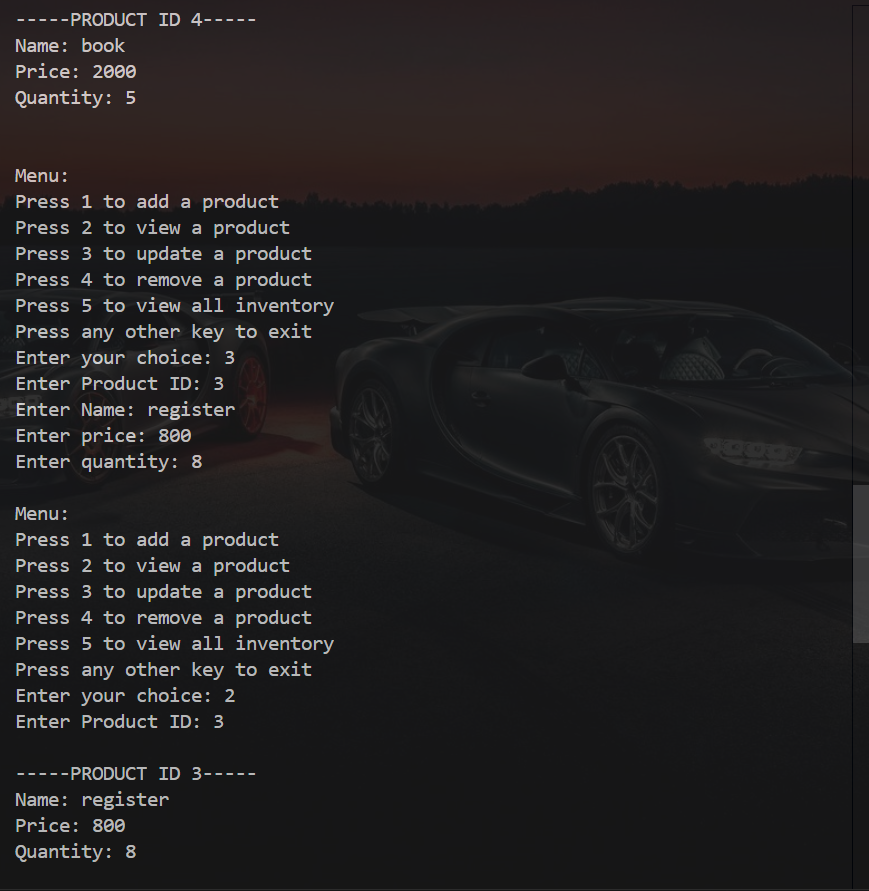 -----PRODUCT ID 4-----
Name: book
Price: 2000
Quantity: 5
Menu:
Press 1 to add a product
Press 2 to view a product
Press 3 to update a product
Press 4 to remove a product
Press 5 to view all inventory
Press any other key to exit
Enter your choice: 3
Enter Product ID: 3
Enter Name: register
Enter price: 800
Enter quantity: 8
Menu:
Press 1 to add a product
Press 2 to view a product
Press 3 to update a product
Press 4 to remove a product
Press 5 to view all inventory
Press any other key to exit
Enter your choice: 2
Enter Product ID: 3
-----PRODUCT ID 3-----
Name: register
Price: 800
Quantity: 8